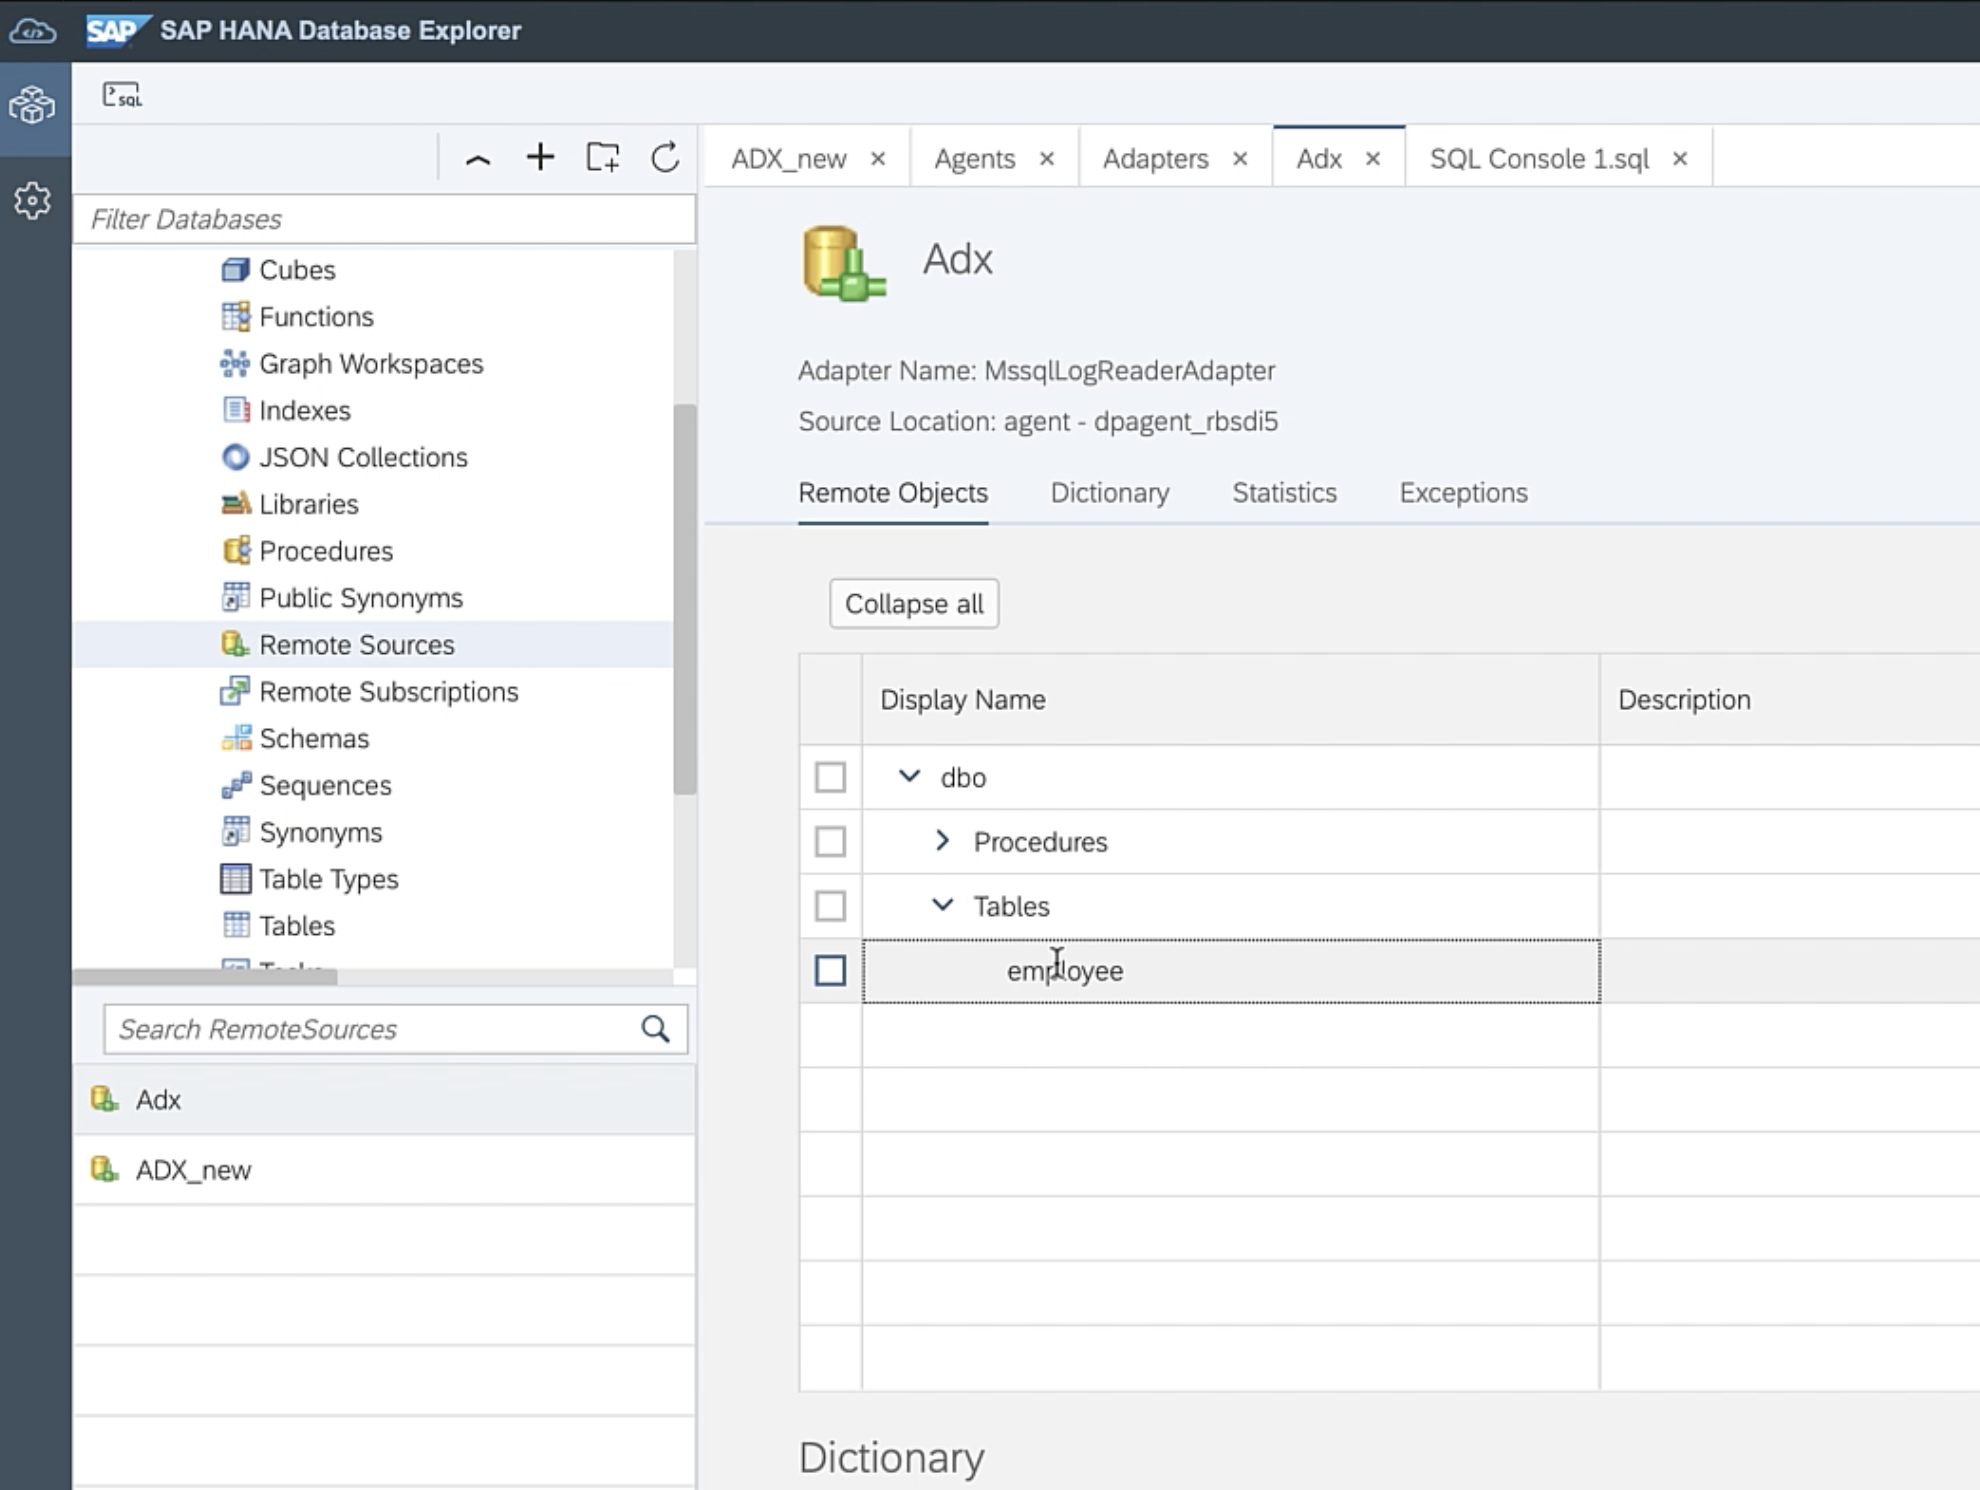 SAP SAP HANA Database Explorer
SQL
ADX_new
Agents
Adapters
Adx
SQL Console 1.sql
Filter Databases
Cubes
Functions
Graph Workspaces
Indexes
JSON Collections
Libraries
Procedures
Public Synonyms
Remote Sources
Remote Subscriptions
Schemas
Sequences
Synonyms
Table Types
Tables
Search RemoteSources
Adx
ADX_new
Adx
Adapter Name: MssqlLogReaderAdapter
Source Location: agent - dpagent_rbsdi5
Remote Objects Dictionary Statistics Exceptions
Collapse all
Display Name Description
dbo
Procedures
Tables
employee
Dictionary